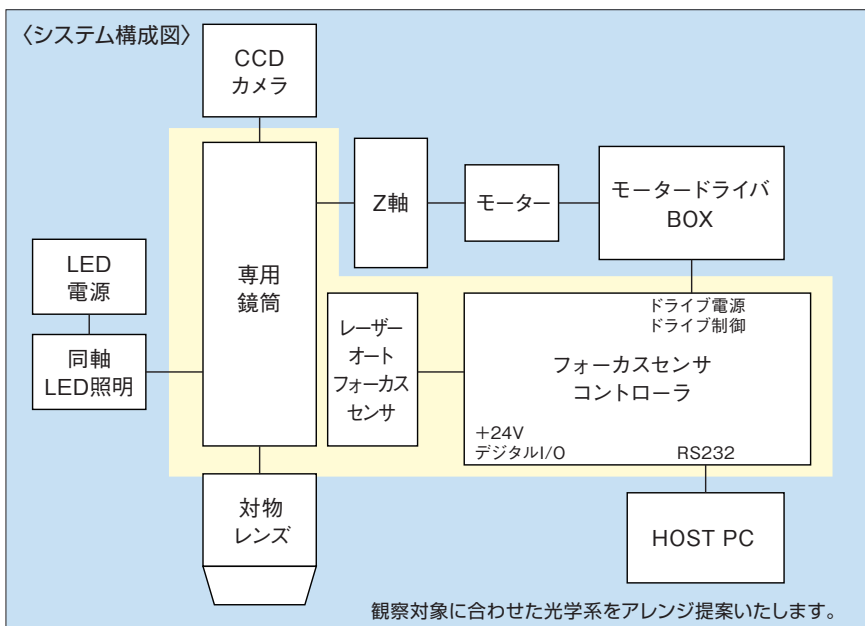 〈システム構成図〉
CCD
カメラ
Z軸
モーター
モータードライバ
BOX
LED
電源
専用
鏡筒
同軸
LED照明
レーザー
オート
フォーカス
センサ
ドライブ電源
ドライブ制御
フォーカスセンサ
コントローラ
+24V
デジタルI/O
RS232
対物
レンズ
HOST PC
観察対象に合わせた光学系をアレンジ提案いたします。